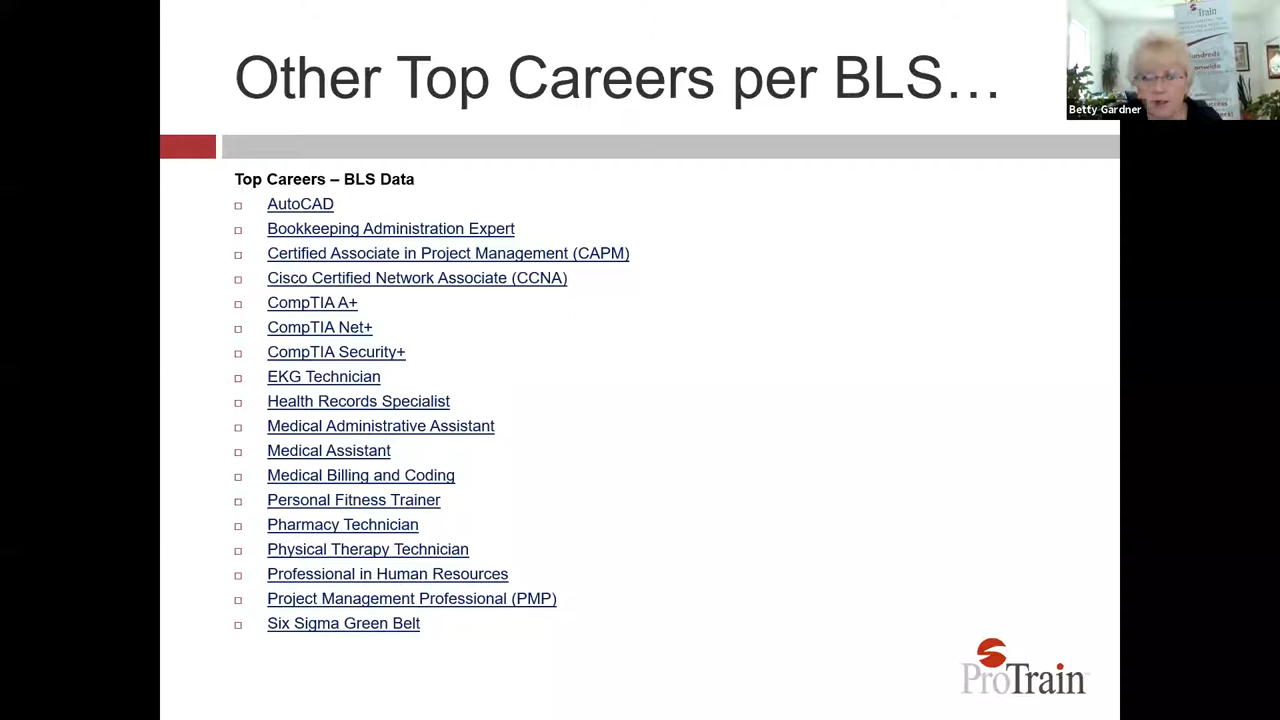 Other Top Careers per BLS…
Top Careers – BLS Data
AutoCAD
Bookkeeping Administration Expert
Certified Associate in Project Management (CAPM)
Cisco Certified Network Associate (CCNA)
CompTIA A+
CompTIA Net+
CompTIA Security+
EKG Technician
Health Records Specialist
Medical Administrative Assistant
Medical Assistant
Medical Billing and Coding
Personal Fitness Trainer
Pharmacy Technician
Physical Therapy Technician
Professional in Human Resources
Project Management Professional (PMP)
Six Sigma Green Belt
ProTrain
Betty Gardner